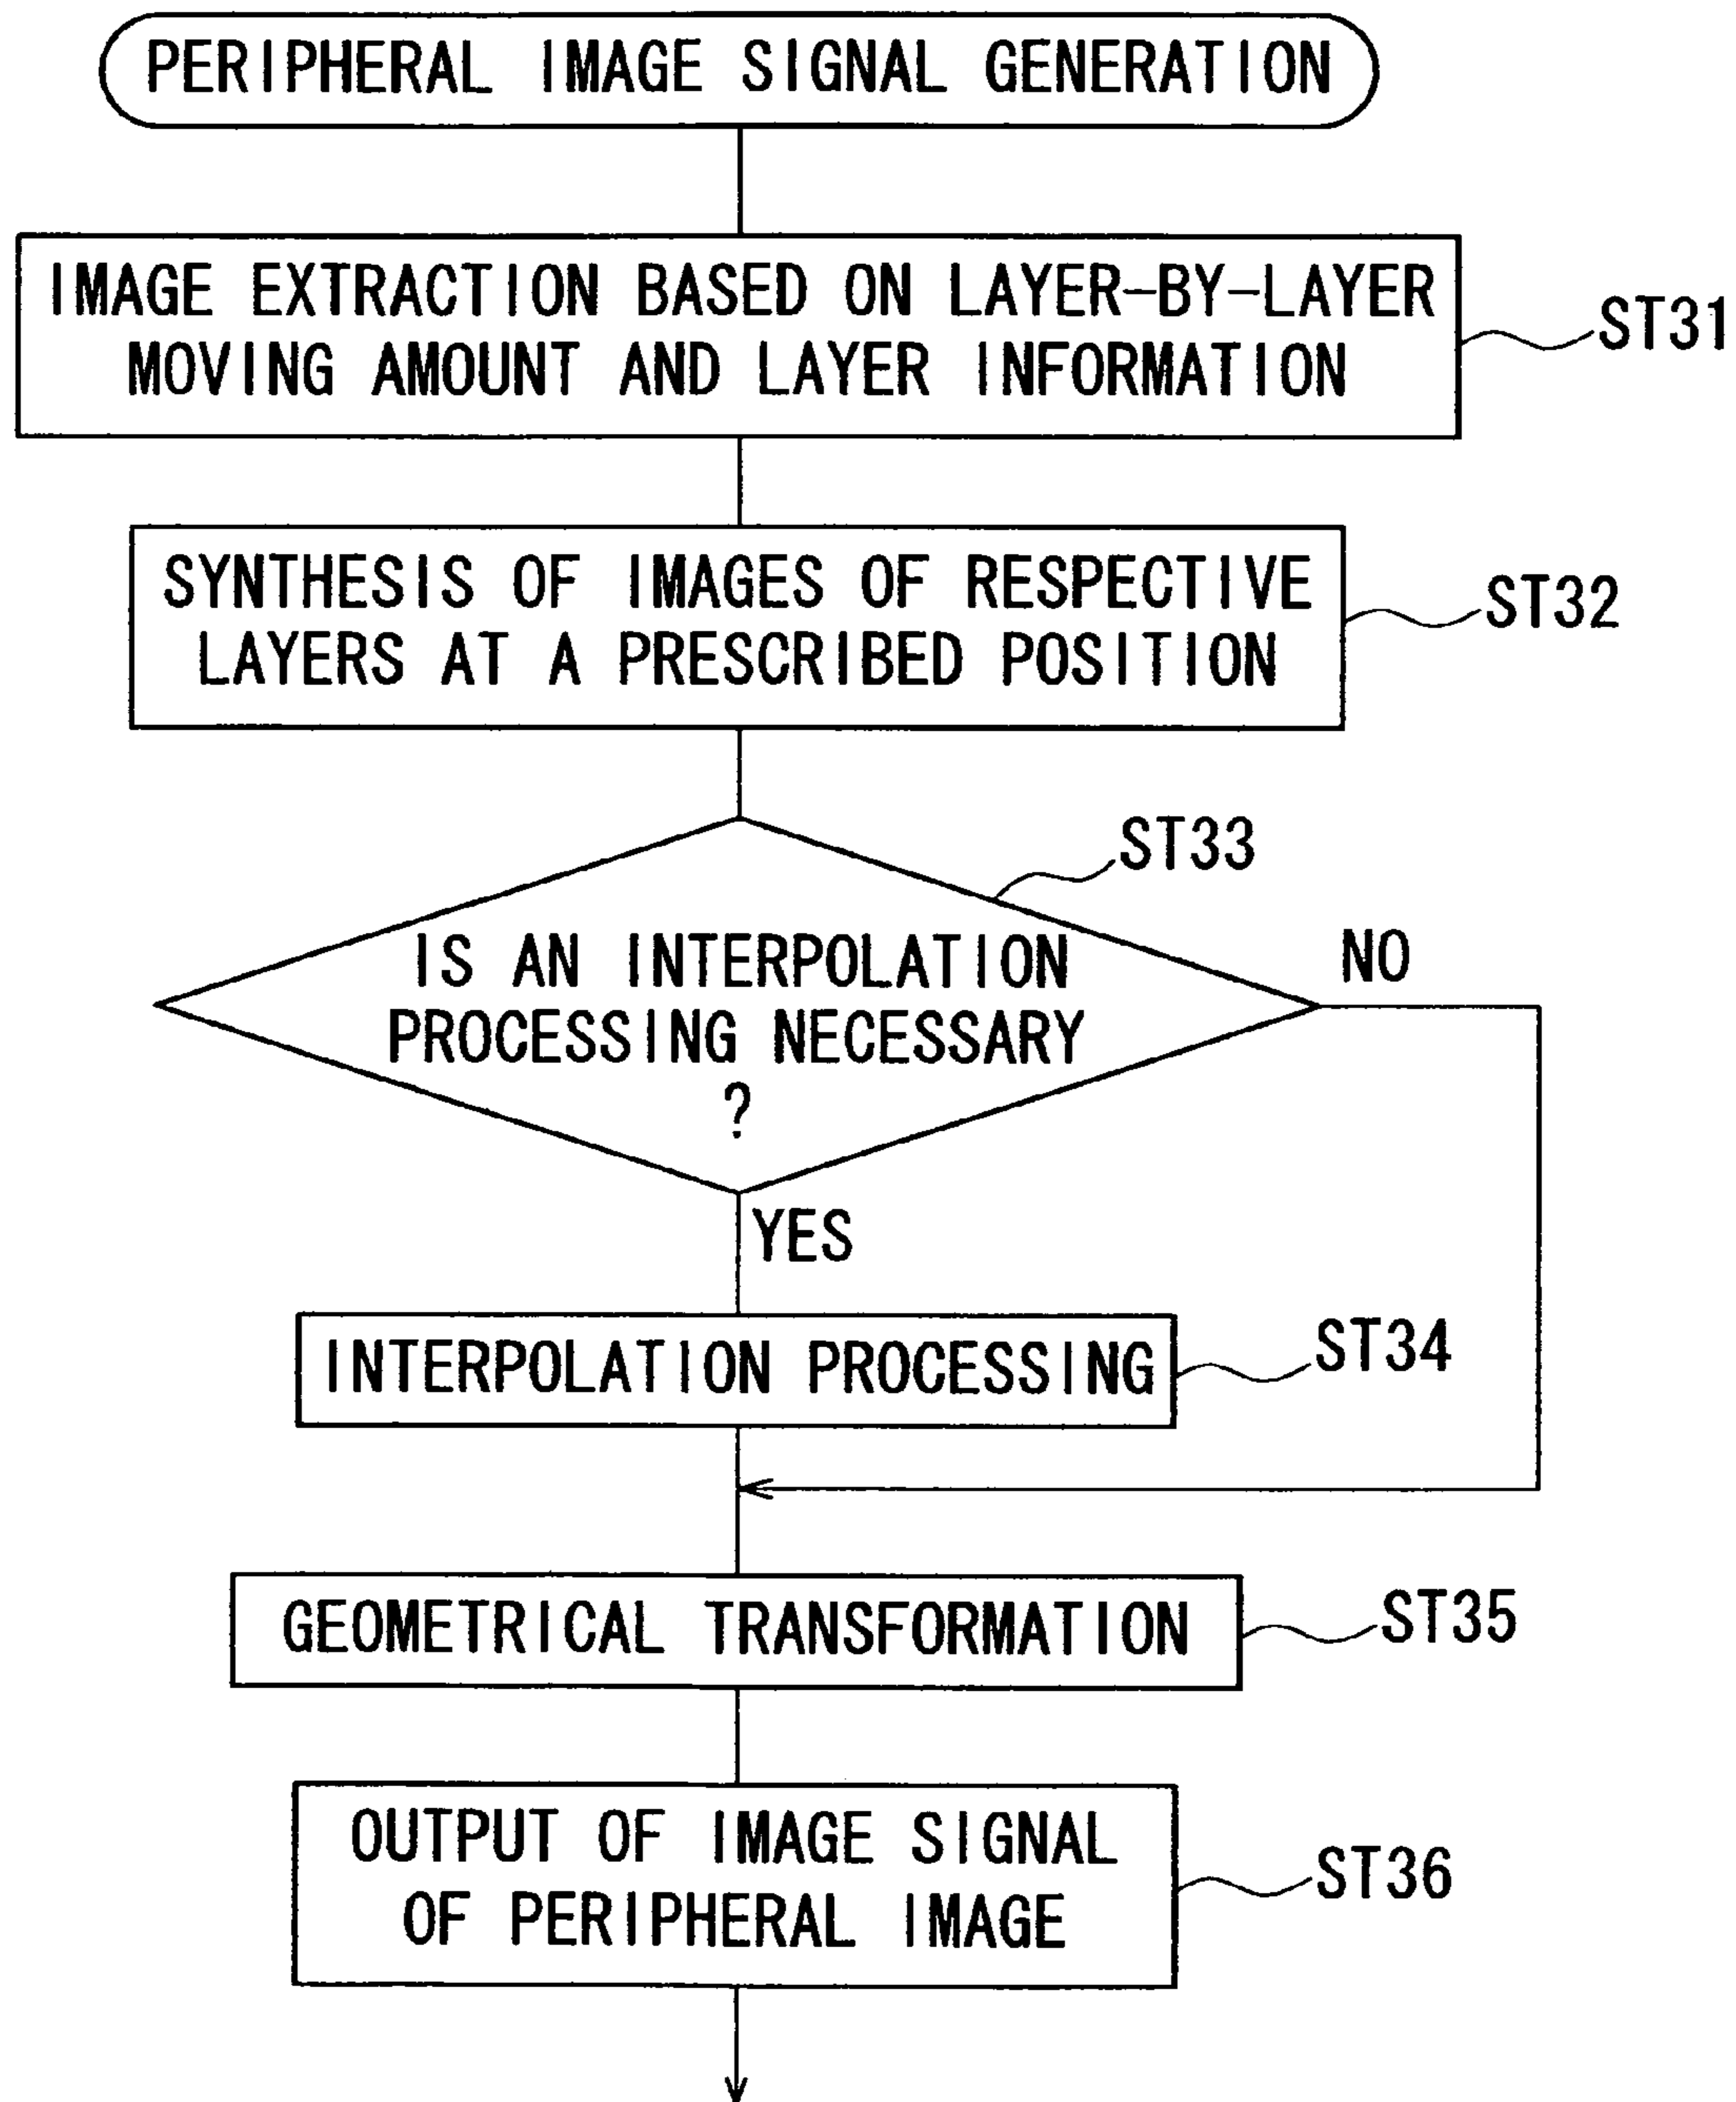 PERIPHERAL IMAGE SIGNAL GENERATION
IMAGE EXTRACTION BASED ON LAYER-BY-LAYER
MOVING AMOUNT AND LAYER INFORMATION
ST31
SYNTHESIS OF IMAGES OF RESPECTIVE
LAYERS AT A PRESCRIBED POSITION
ST32
ST33
IS AN INTERPOLATION
PROCESSING NECESSARY
?
NO
YES
INTERPOLATION PROCESSING
ST34
GEOMETRICAL TRANSFORMATION
ST35
OUTPUT OF IMAGE SIGNAL
OF PERIPHERAL IMAGE
ST36